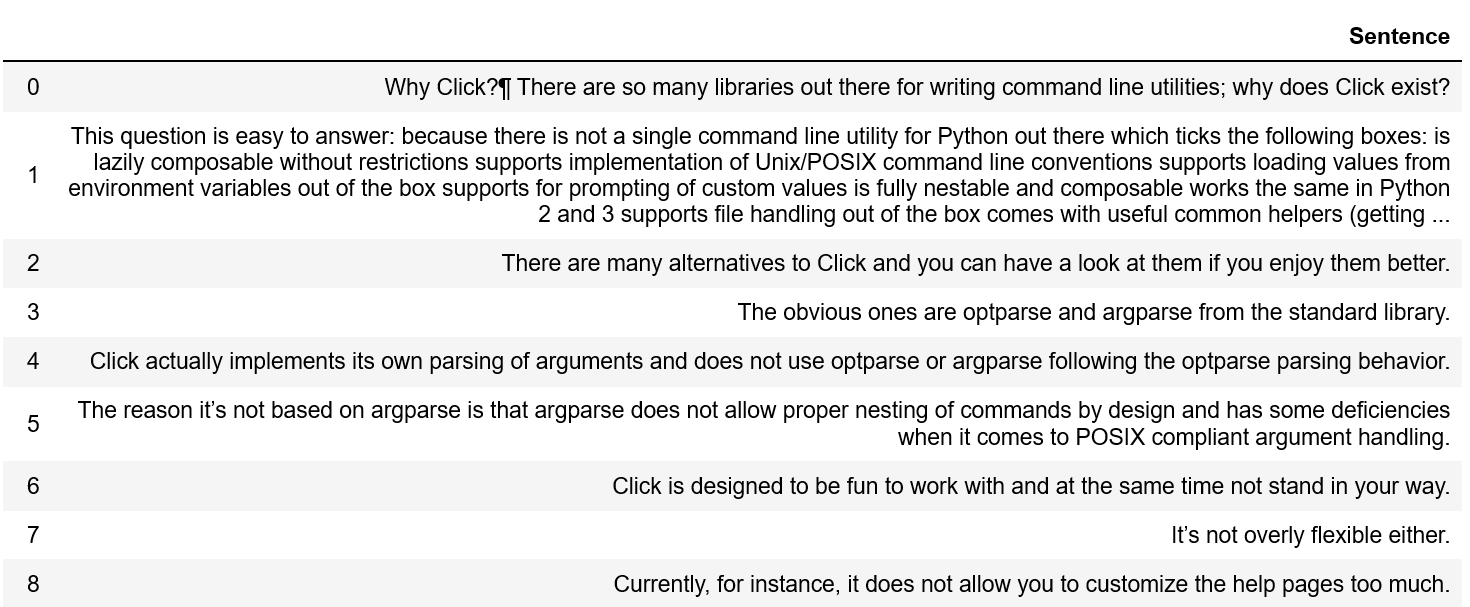 Sentence
0 Why Click?¶ There are so many libraries out there for writing command line utilities; why does Click exist?
This question is easy to answer: because there is not a single command line utility for Python out there which ticks the following boxes: is
lazily composable without restrictions supports implementation of Unix/POSIX command line conventions supports loading values from
1 environment variables out of the box supports for prompting of custom values is fully nestable and composable works the same in Python
2 and 3 supports file handling out of the box comes with useful common helpers (getting ...
2 There are many alternatives to Click and you can have a look at them if you enjoy them better.
3 The obvious ones are optparse and argparse from the standard library.
4 Click actually implements its own parsing of arguments and does not use optparse or argparse following the optparse parsing behavior.
5 The reason it’s not based on argparse is that argparse does not allow proper nesting of commands by design and has some deficiencies
when it comes to POSIX compliant argument handling.
6 Click is designed to be fun to work with and at the same time not stand in your way.
7 It’s not overly flexible either.
8 Currently, for instance, it does not allow you to customize the help pages too much.